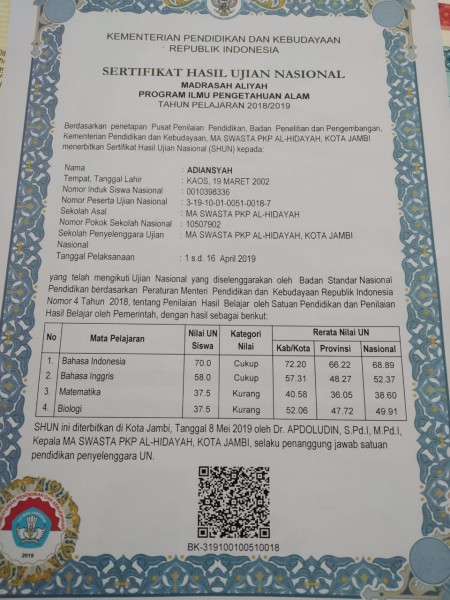 KEMENTERIAN PENDIDIKAN DAN KEBUDAYAAN
REPUBLIK INDONESIA
SERTIFIKAT HASIL UJIAN NASIONAL
MADRASAH ALIYAH
PROGRAM ILMU PENGETAHUAN ALAM
TAHUN PELAJARAN 2018/2019
Berdasarkan penetapan Pusat Penilaian Pendidikan, Badan Penelitian dan Pengembangan,
Kementerian Pendidikan dan Kebudayaan, MA SWASTA PKP AL-HIDAYAH, KOTA JAMBI
menerbitkan Sertifikat Hasil Ujian Nasional (SHUN) kepada:
Nama : ADIANSYAH
Tempat, Tanggal Lahir : KAOS, 19 MARET 2002
Nomor Induk Siswa Nasional : 0010398336
Nomor Peserta Ujian Nasional : 3-19-10-01-0051-0018-7
Sekolah Asal : MA SWASTA PKP AL-HIDAYAH
Nomor Pokok Sekolah Nasional : 10507902
Sekolah Penyelenggara Ujian : MA SWASTA PKP AL-HIDAYAH, KOTA JAMBI
Nasional
Tanggal Pelaksanaan : 1 s.d. 16 April 2019
yang telah mengikuti Ujian Nasional yang diselenggarakan oleh Badan Standar Nasional
Pendidikan berdasarkan Peraturan Menteri Pendidikan dan Kebudayaan Republik Indonesia
Nomor 4 Tahun 2018, tentang Penilaian Hasil Belajar oleh Satuan Pendidikan dan Penilaian
Hasil Belajar oleh Pemerintah, dengan hasil sebagai berikut:
No Mata Pelajaran Nilai UN Siswa Kategori Nilai Rerata Nilai UN
Kab/Kota Provinsi Nasional
1. Bahasa Indonesia 70.0 Cukup 72.20 66.22 68.89
2. Bahasa Inggris 58.0 Cukup 57.31 48.27 52.37
3. Matematika 37.5 Kurang 40.58 36.05 38.60
4. Biologi 37.5 Kurang 52.06 47.72 49.91
SHUN ini diterbitkan di Kota Jambi, Tanggal 8 Mei 2019 oleh Dr. APDOLUDIN, S.Pd.I, M.Pd.I,
Kepala MA SWASTA PKP AL-HIDAYAH, KOTA JAMBI, selaku penanggung jawab satuan
pendidikan penyelenggara UN.
2019
BK-319100100510018